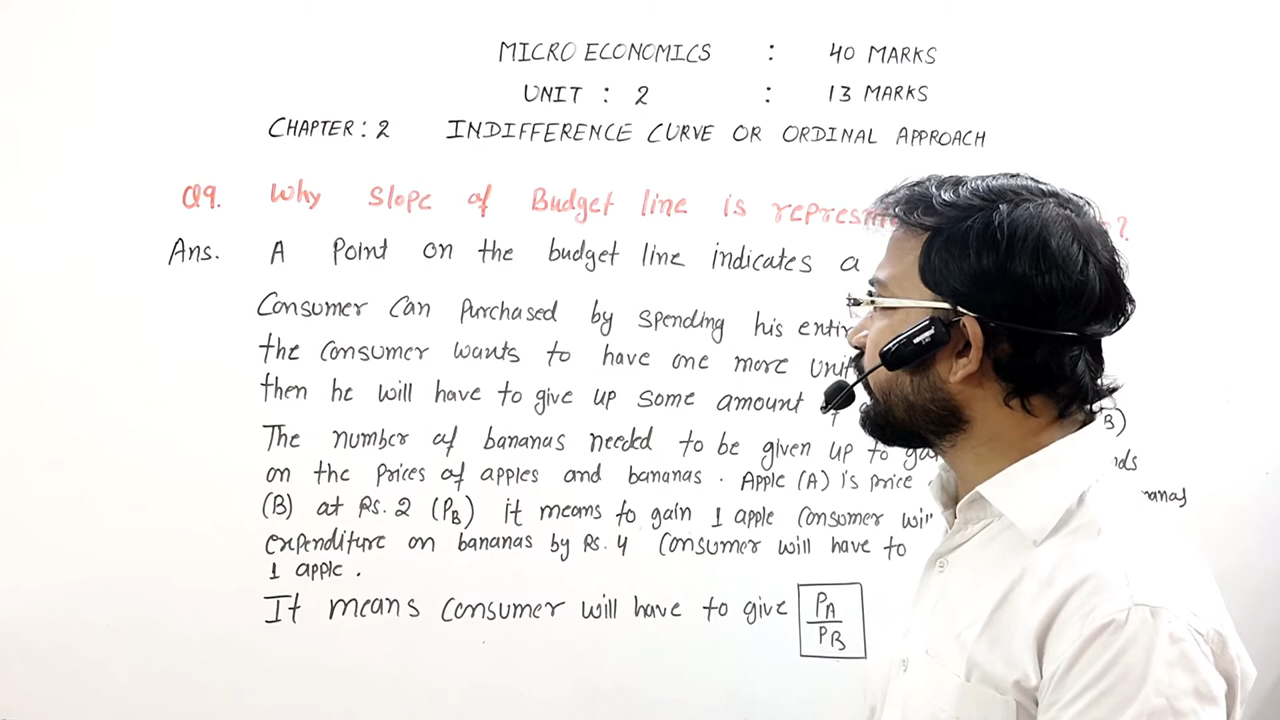 MICRO ECONOMICS : 40 MARKS
UNIT : 2 : 13 MARKS
CHAPTER : 2 INDIFFERENCE CURVE OR ORDINAL APPROACH
Q9. Why Slope of Budget line is
Ans. A Point on the budget line indicates a
Consumer Can Purchased by spending his
the Consumer wants to have one more
then he will have to give up some amount
(B)
The number of bananas needed to be given up to
on the Prices of apples and bananas. Apple (A) is price
(B) at Rs. 2 (PB) it means to gain 1 apple Consumer
expenditure on bananas by Rs. 4 Consumer will have to
1 apple.
It means Consumer will have to give PA/PB